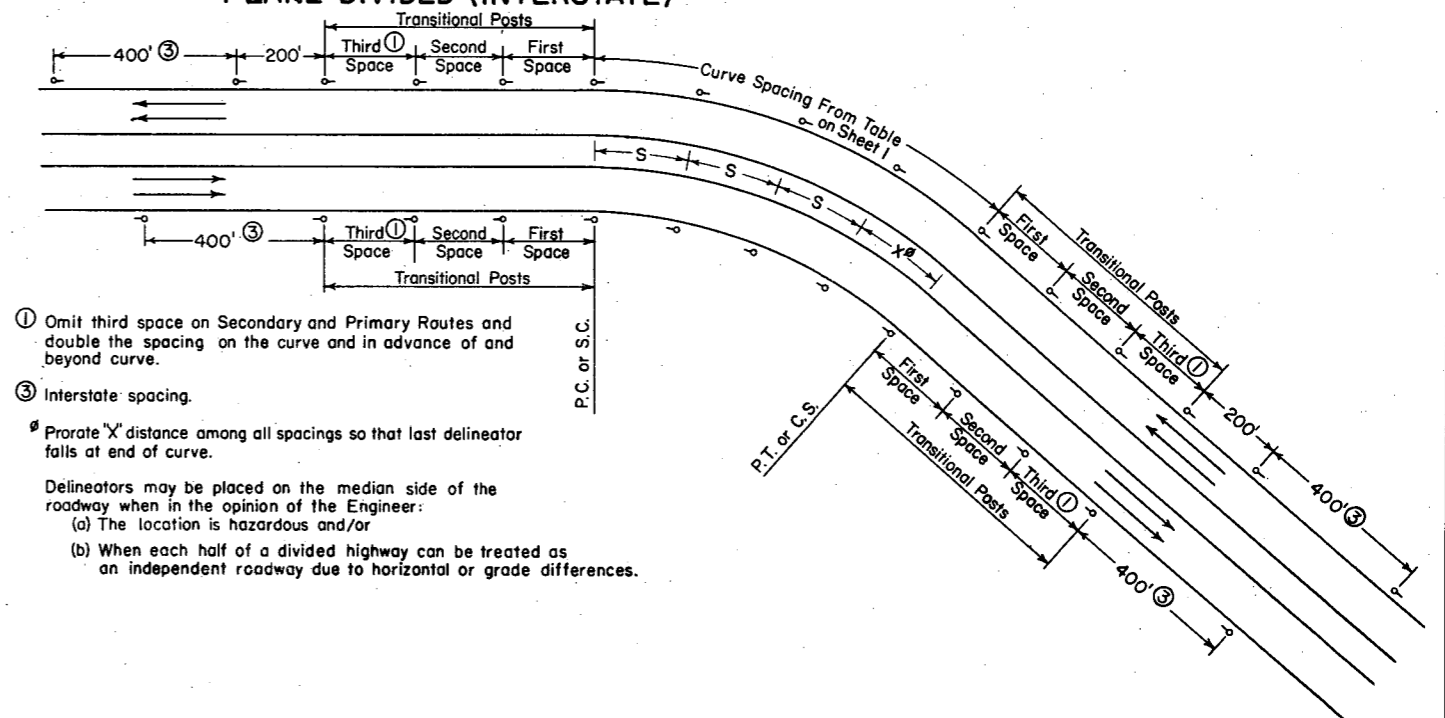 DIVIDED (INTERSTATE)
Transitional Posts
400' ③
200'
Third ① Space
Second Space
First Space
Curve Spacing From Table on Sheet 1
S
S
S
X ø
400' ③
Third ① Space
Second Space
First Space
Transitional Posts
P.C. or S.C.
First Space
Second Space
Third ① Space
Transitional Posts
200'
400' ③
P.T. or C.S.
First Space
Second Space
Third ① Space
Transitional Posts
400' ③
① Omit third space on Secondary and Primary Routes and
double the spacing on the curve and in advance of and
beyond curve.
③ Interstate spacing.
ø Prorate "X" distance among all spacings so that last delineator
falls at end of curve.
Delineators may be placed on the median side of the
roadway when in the opinion of the Engineer:
(a) The location is hazardous and/or
(b) When each half of a divided highway can be treated as
an independent roadway due to horizontal or grade differences.